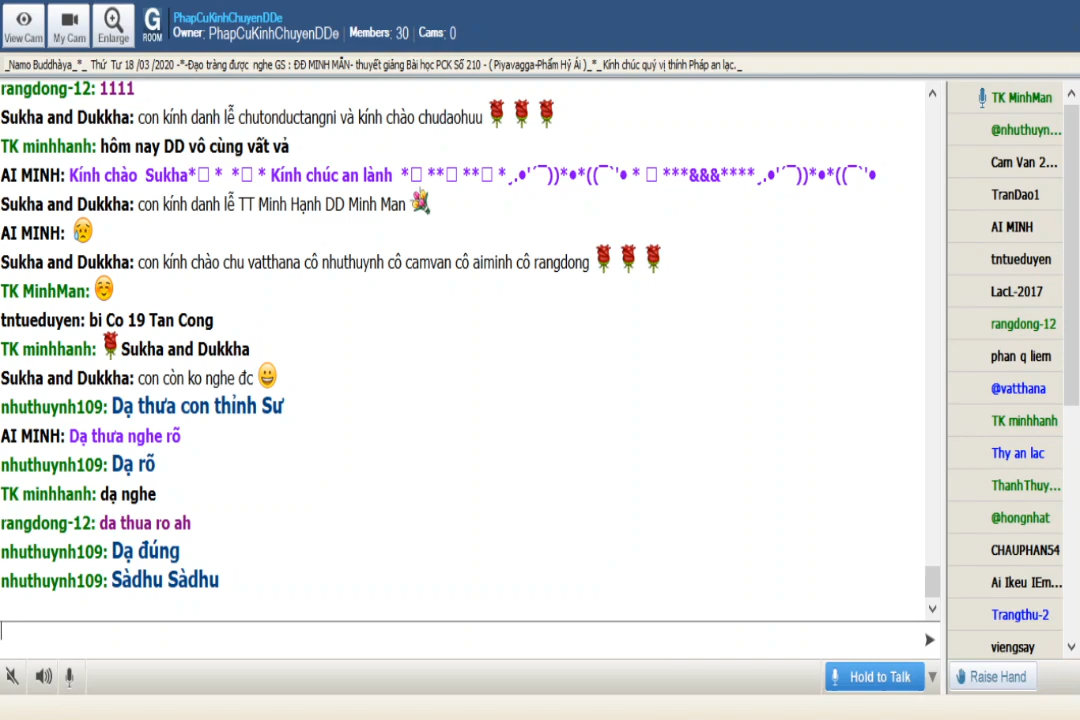 PhapCuKinhChuyenDDe
Owner: PhapCuKinhChuyenDDe Members: 30 Cams: 0
View Cam My Cam Enlarge G ROOM
_Namo Buddhàya_*_ Thứ Tư 18 /03 /2020 -*-Đạo tràng được nghe GS : ĐĐ MINH MẪN- thuyết giảng Bài học PCK Số 210 - ( Piyavagga-Phẩm Hỷ Ái )_*_Kính chúc quý vị thính Pháp an lạc._
rangdong-12: 1111
Sukha and Dukkha: con kính danh lễ chutonductangni và kính chào chudaohuu
TK minhhanh: hôm nay DD vô cùng vất vả
AI MINH: Kính chào Sukha*□ * *□ * Kính chúc an lành *□ **□ **□ *¸.•'´¯))*•*((¯`'• * □ ***&&&****¸.•'´¯))*•*((¯`'•
Sukha and Dukkha: con kính danh lễ TT Minh Hạnh DD Minh Man
AI MINH:
Sukha and Dukkha: con kính chào chu vatthana cô nhuthuynh cô camvan cô aiminh cô rangdong
TK MinhMan:
tntueduyen: bi Co 19 Tan Cong
TK minhhanh: Sukha and Dukkha
Sukha and Dukkha: con còn ko nghe đc
nhuthuynh109: Dạ thưa con thỉnh Sư
AI MINH: Dạ thưa nghe rõ
nhuthuynh109: Dạ rõ
TK minhhanh: dạ nghe
rangdong-12: da thua ro ah
nhuthuynh109: Dạ đúng
nhuthuynh109: Sàdhu Sàdhu
TK MinhMan
@nhuthuyn...
Cam Van 2...
TranDao1
AI MINH
tntueduyen
LacL-2017
rangdong-12
phan q liem
@vatthana
TK minhhanh
Thy an lac
ThanhThuy...
@hongnhat
CHAUPHAN54
Ai Ikeu IEm...
Trangthu-2
viengsay
Hold to Talk
Raise Hand